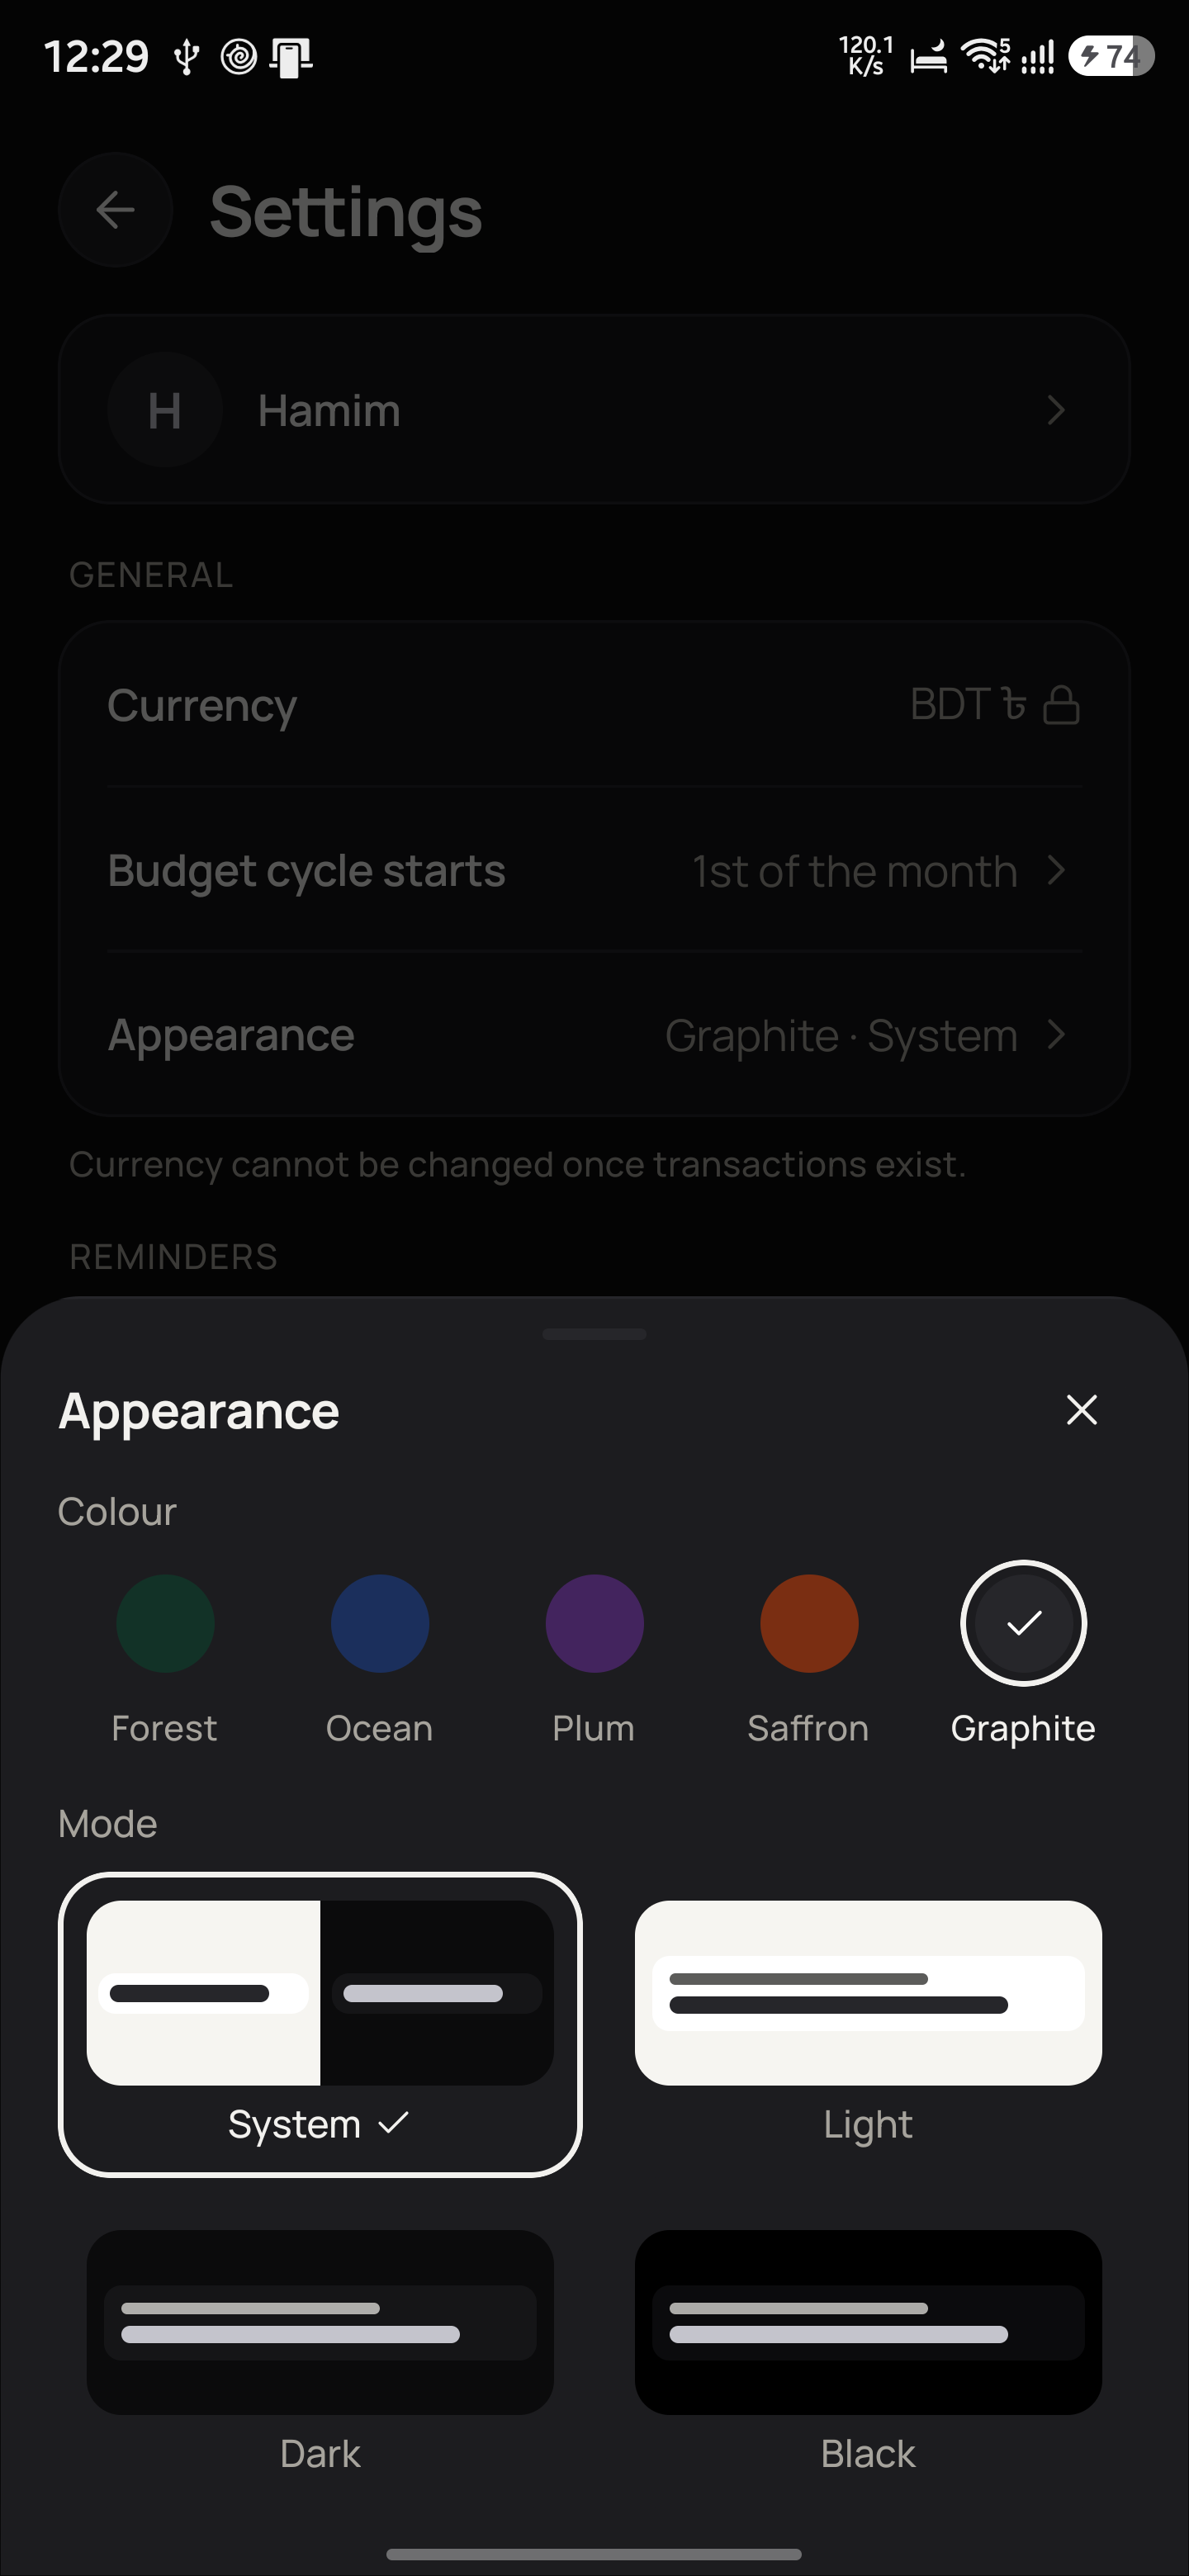 12:29
120.1
K/s
5
74
Settings
H
Hamim
GENERAL
Currency
BDT ৳
Budget cycle starts
1st of the month
Appearance
Graphite · System
Currency cannot be changed once transactions exist.
REMINDERS
Appearance
Colour
Forest
Ocean
Plum
Saffron
Graphite
Mode
System
Light
Dark
Black